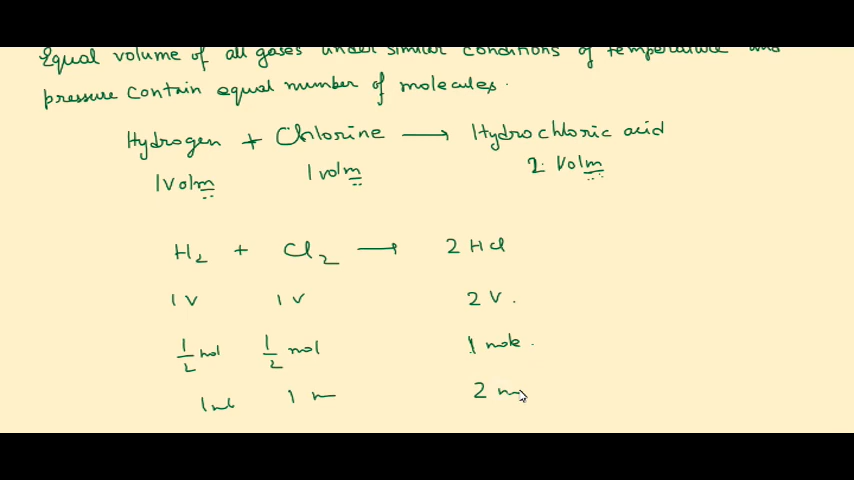 Equal volume of all gases under similar conditions of temperature and
pressure contain equal number of molecules.
Hydrogen + Chlorine → Hydrochloric acid
1 Volm 1 volm 2 Volm
H₂ + Cl₂ → 2 HCl
1 V 1 V 2 V.
1/2 mol 1/2 mol 1 mole.
1 1 m 2 m